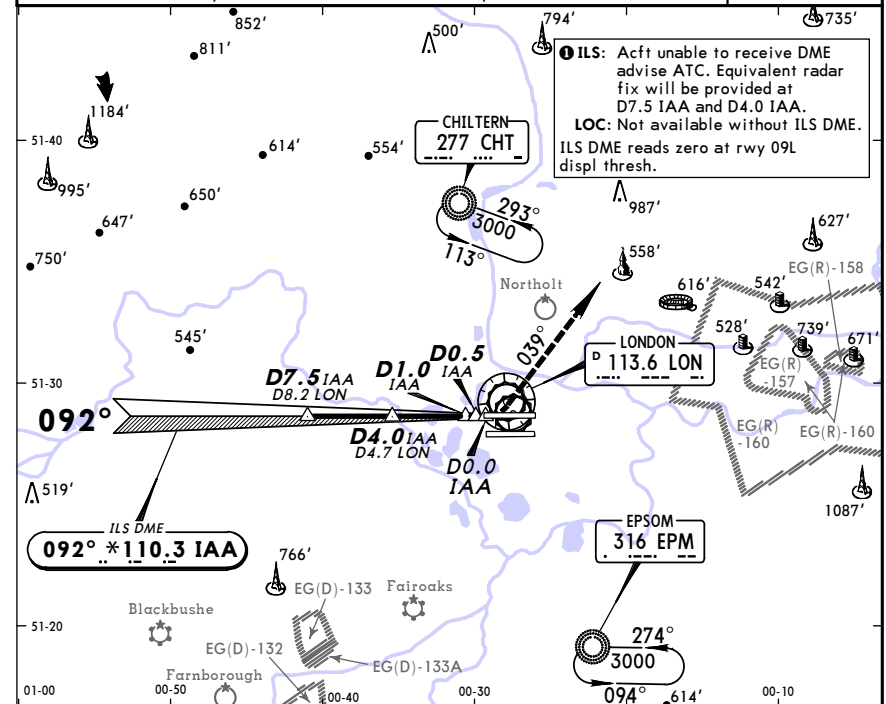 852′
794′
735′
500′
811′
❶ ILS: Acft unable to receive DME
advise ATC. Equivalent radar
fix will be provided at
D7.5 IAA and D4.0 IAA.
LOC: Not available without ILS DME.
ILS DME reads zero at rwy 09L
displ thresh.
1184′
CHILTERN
277 CHT
51-40
614′
554′
995′
650′
987′
293°
3000
113°
647′
627′
750′
558′
EG(R)-158
Northolt
616′
542′
039°
528′
739′
671′
545′
LONDON
D 113.6 LON
D0.5
IAA
D1.0
IAA
D7.5 IAA
D8.2 LON
EG(R)
-157
51-30
092°
D4.0 IAA
D4.7 LON
EG(R)
-160
EG(R)-160
D0.0
IAA
519′
1087′
ILS DME
092° *110.3 IAA
EPSOM
316 EPM
766′
EG(D)-133
Fairoaks
Blackbushe
51-20
EG(D)-132
274°
3000
EG(D)-133A
Farnborough
094°
01-00
00-50
00-40
00-30
614′
00-10